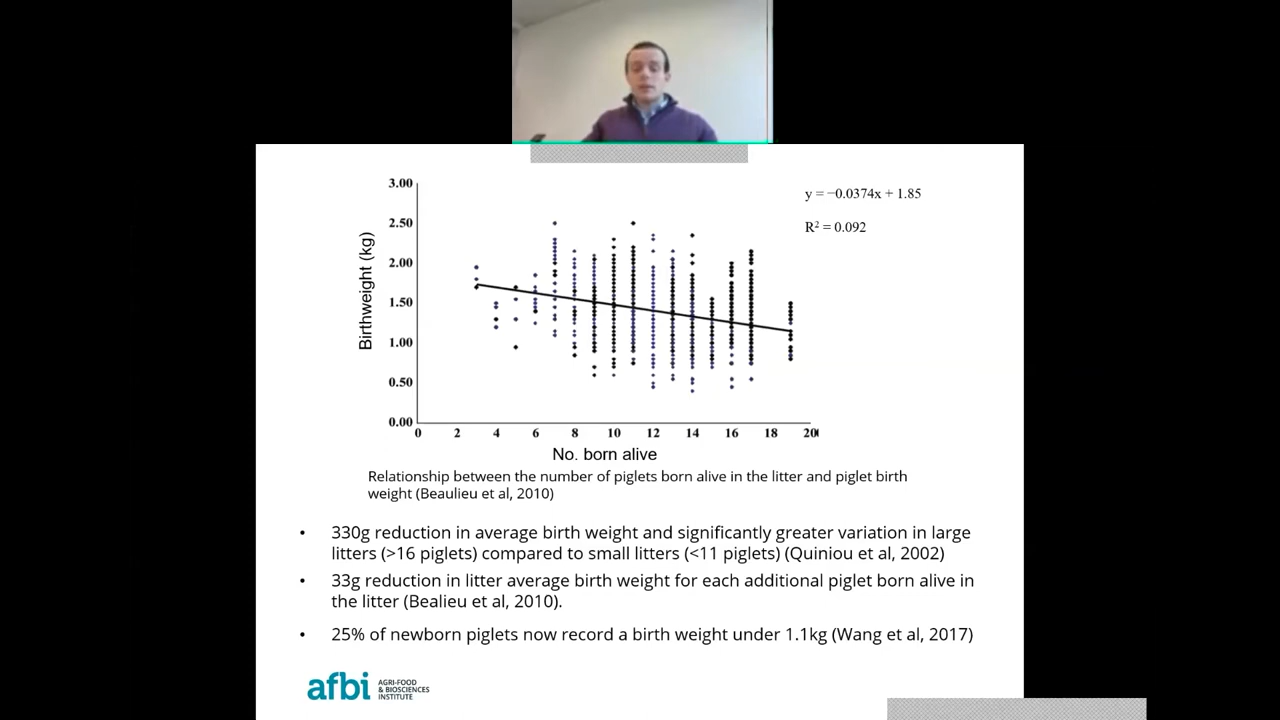 3.00
2.50
2.00
1.50
1.00
0.50
0.00
Birthweight (kg)
y = −0.0374x + 1.85
R² = 0.092
0 2 4 6 8 10 12 14 16 18 20
No. born alive
Relationship between the number of piglets born alive in the litter and piglet birth
weight (Beaulieu et al, 2010)
• 330g reduction in average birth weight and significantly greater variation in large
litters (>16 piglets) compared to small litters (<11 piglets) (Quiniou et al, 2002)
• 33g reduction in litter average birth weight for each additional piglet born alive in
the litter (Bealieu et al, 2010).
• 25% of newborn piglets now record a birth weight under 1.1kg (Wang et al, 2017)
afbi
AGRI-FOOD
& BIOSCIENCES
INSTITUTE